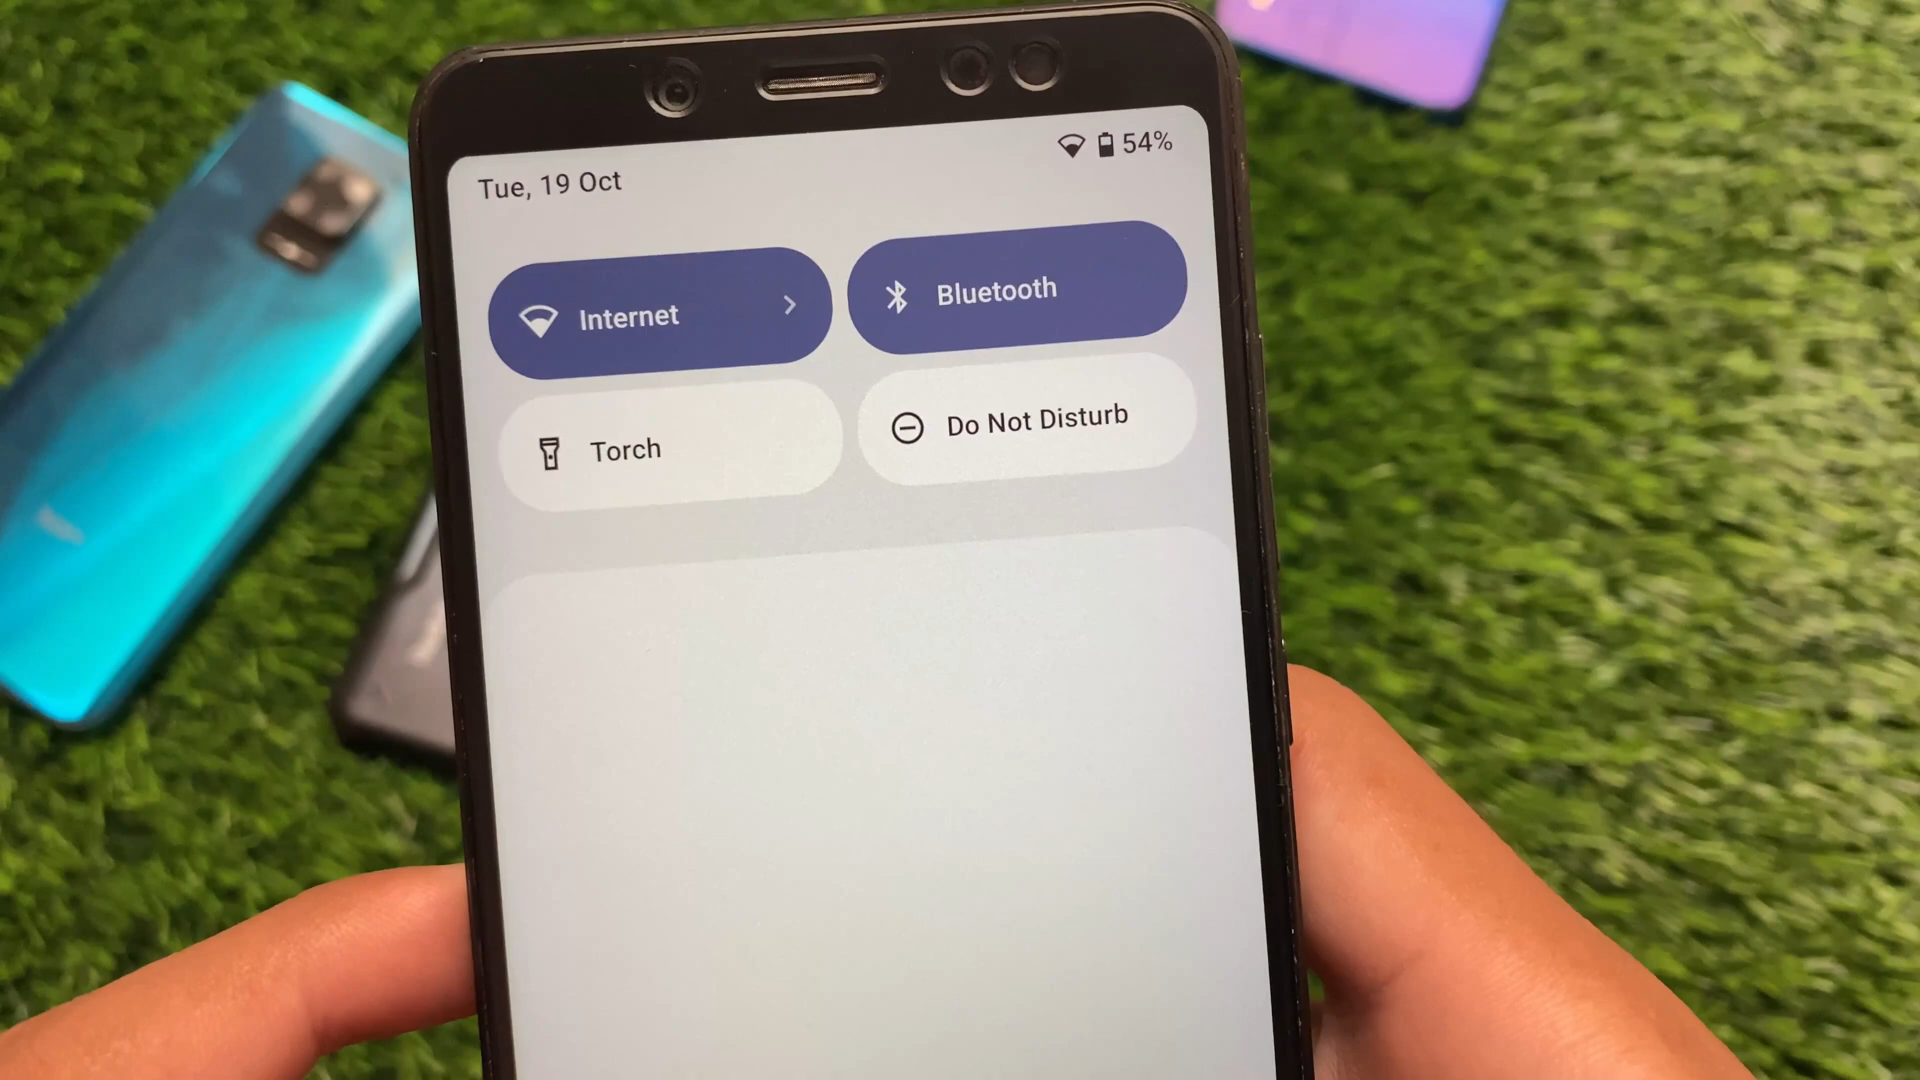 54%
Tue, 19 Oct
Internet
Bluetooth
Torch
Do Not Disturb